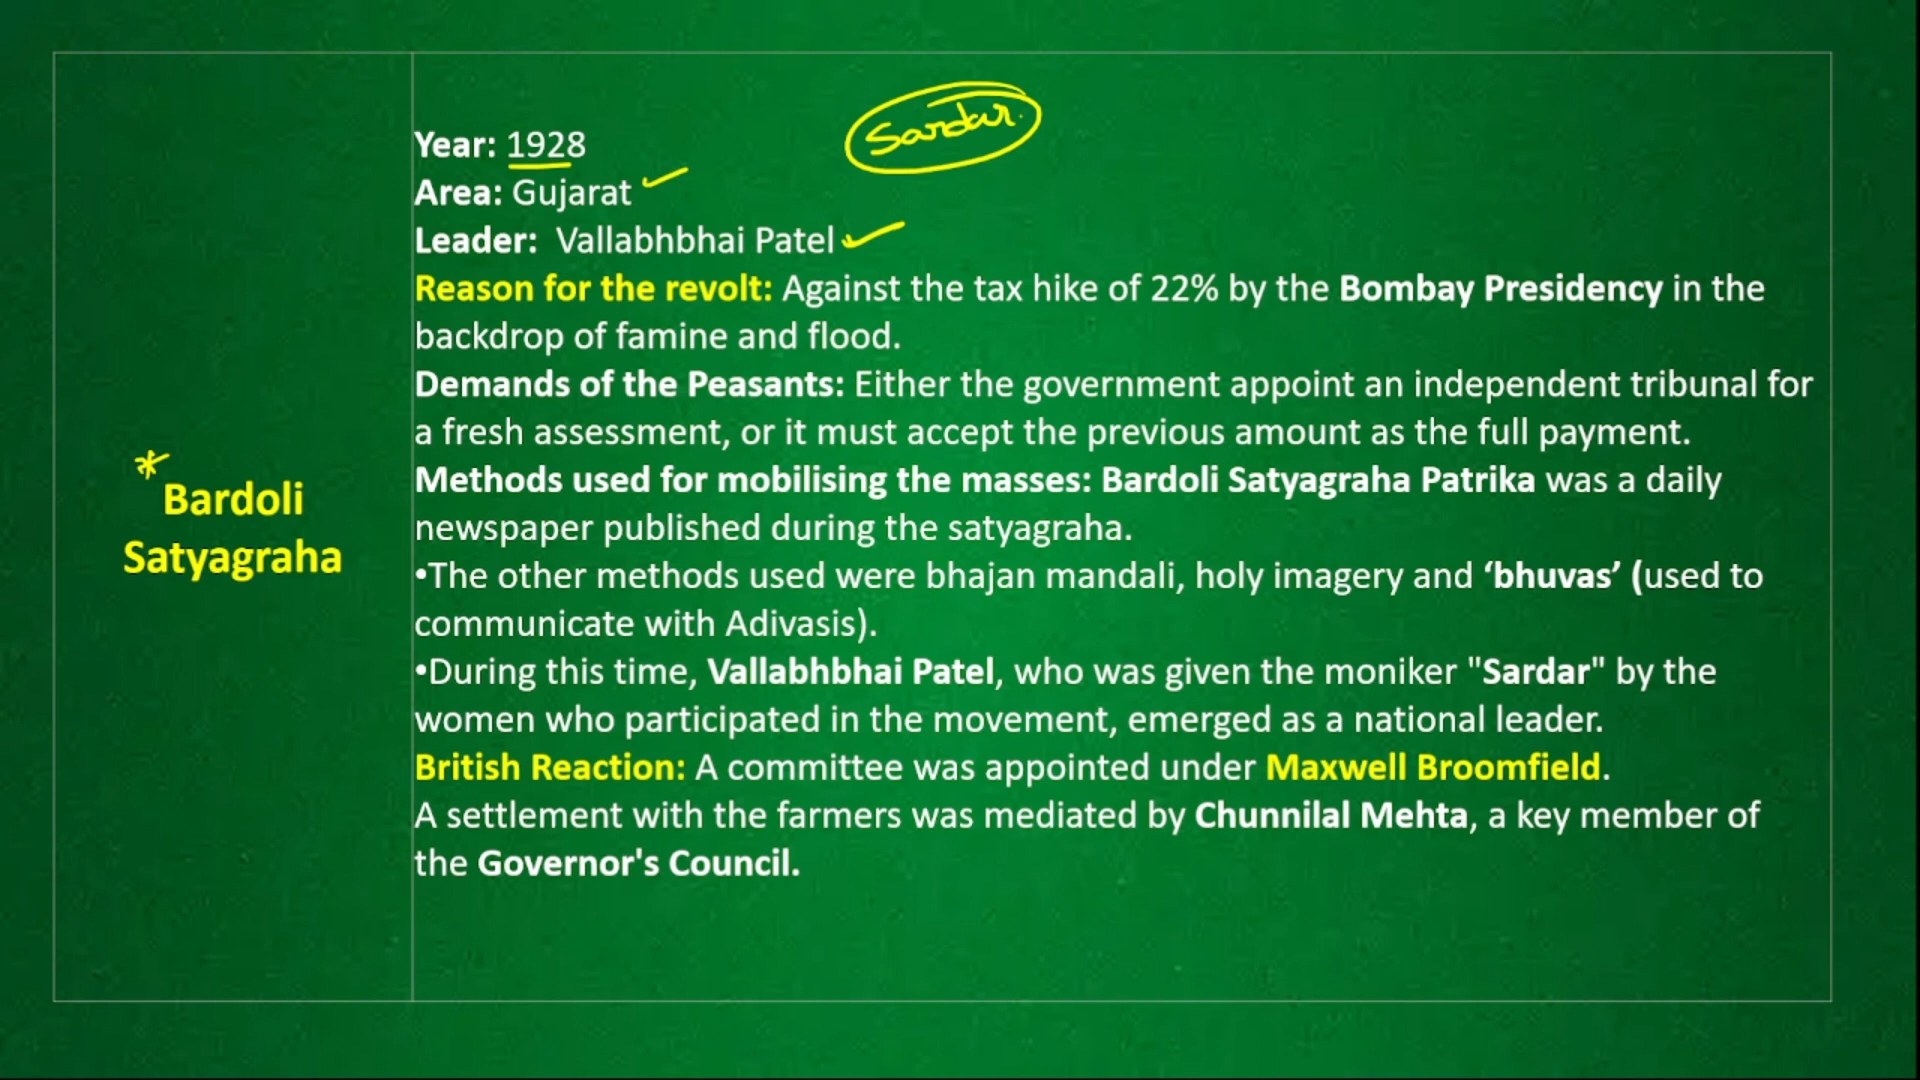 Sardar.
Year: 1928
Area: Gujarat
Leader:  Vallabhbhai Patel
Reason for the revolt: Against the tax hike of 22% by the Bombay Presidency in the
backdrop of famine and flood.
Demands of the Peasants: Either the government appoint an independent tribunal for
a fresh assessment, or it must accept the previous amount as the full payment.
Methods used for mobilising the masses: Bardoli Satyagraha Patrika was a daily
newspaper published during the satyagraha.
•The other methods used were bhajan mandali, holy imagery and ‘bhuvas’ (used to
communicate with Adivasis).
•During this time, Vallabhbhai Patel, who was given the moniker "Sardar" by the
women who participated in the movement, emerged as a national leader.
British Reaction: A committee was appointed under Maxwell Broomfield.
A settlement with the farmers was mediated by Chunnilal Mehta, a key member of
the Governor's Council.
* Bardoli
Satyagraha